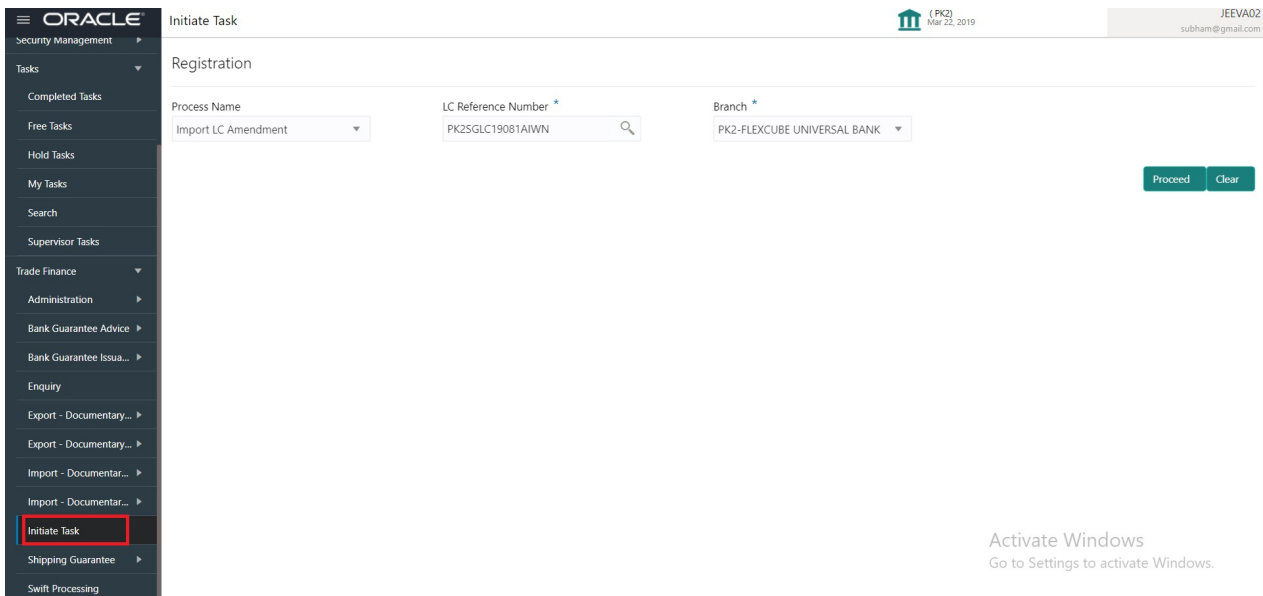 ORACLE
Initiate Task
( PK2)
Mar 22, 2019
JEEVA02
subham@gmail.com
Security Management
Tasks
Completed Tasks
Free Tasks
Hold Tasks
My Tasks
Search
Supervisor Tasks
Trade Finance
Administration
Bank Guarantee Advice
Bank Guarantee Issua...
Enquiry
Export - Documentary...
Export - Documentary...
Import - Documentar...
Import - Documentar...
Initiate Task
Shipping Guarantee
Swift Processing
Registration
Process Name
Import LC Amendment
LC Reference Number *
PK2SGLC19081AIWN
Branch *
PK2-FLEXCUBE UNIVERSAL BANK
Proceed
Clear
Activate Windows
Go to Settings to activate Windows.